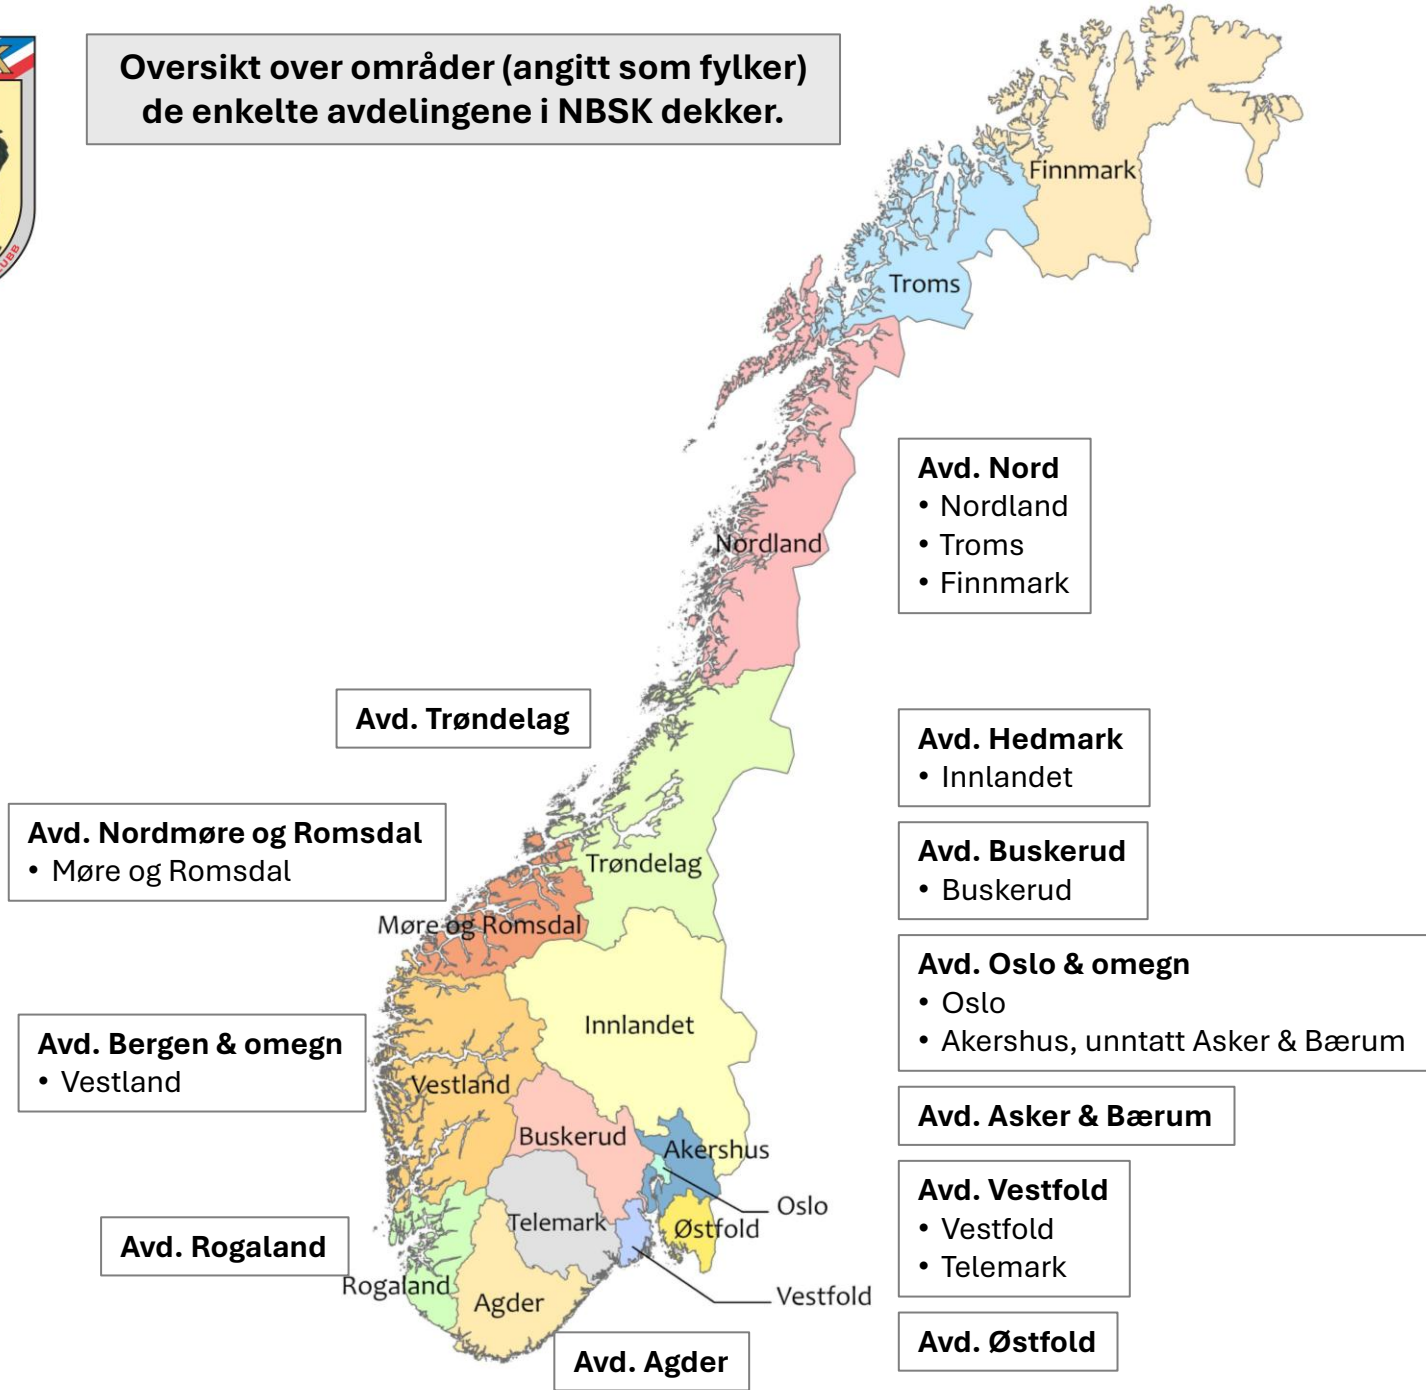 Oversikt over områder (angitt som fylker)
de enkelte avdelingene i NBSK dekker.
Finnmark
Troms
Avd. Nord
• Nordland
• Troms
• Finnmark
Nordland
Avd. Trøndelag
Avd. Hedmark
• Innlandet
Avd. Nordmøre og Romsdal
• Møre og Romsdal
Trøndelag
Avd. Buskerud
• Buskerud
Møre og Romsdal
Avd. Oslo & omegn
• Oslo
• Akershus, unntatt Asker & Bærum
Innlandet
Avd. Bergen & omegn
• Vestland
Vestland
Avd. Asker & Bærum
Buskerud
Akershus
Avd. Vestfold
• Vestfold
• Telemark
Oslo
Telemark
Østfold
Avd. Rogaland
Rogaland
Agder
Vestfold
Avd. Østfold
Avd. Agder